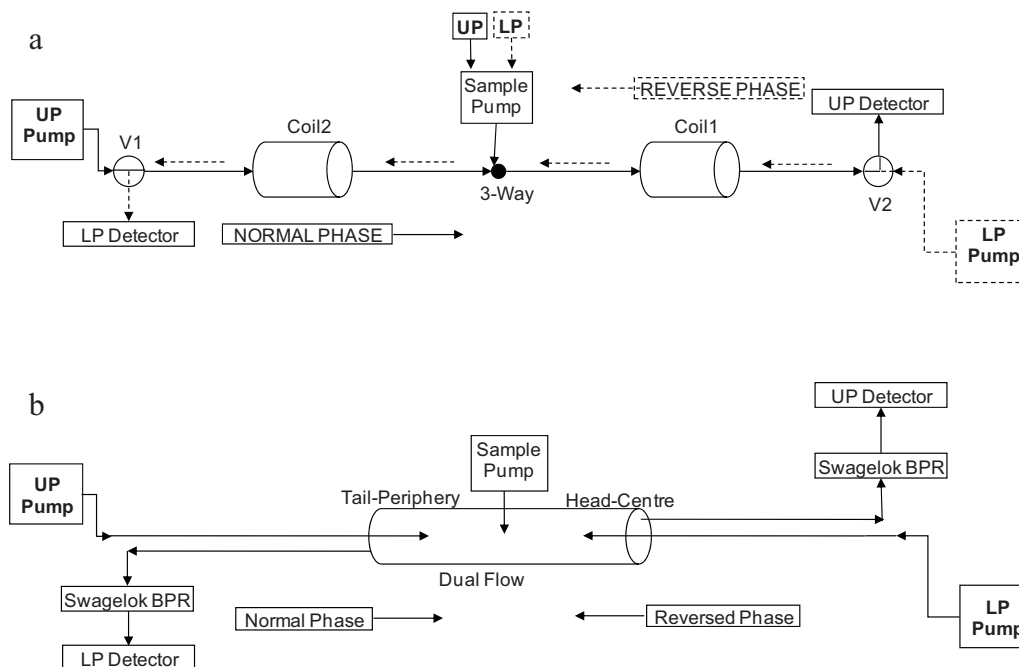 a
UP
LP
Sample
Pump
REVERSE PHASE
UP Detector
UP
Pump
V1
Coil2
Coil1
3-Way
V2
LP Detector
NORMAL PHASE
LP
Pump
b
UP Detector
Sample
Pump
Swagelok BPR
UP
Pump
Tail-Periphery
Head-Centre
Dual Flow
Swagelok BPR
Normal Phase
Reversed Phase
LP
Pump
LP Detector